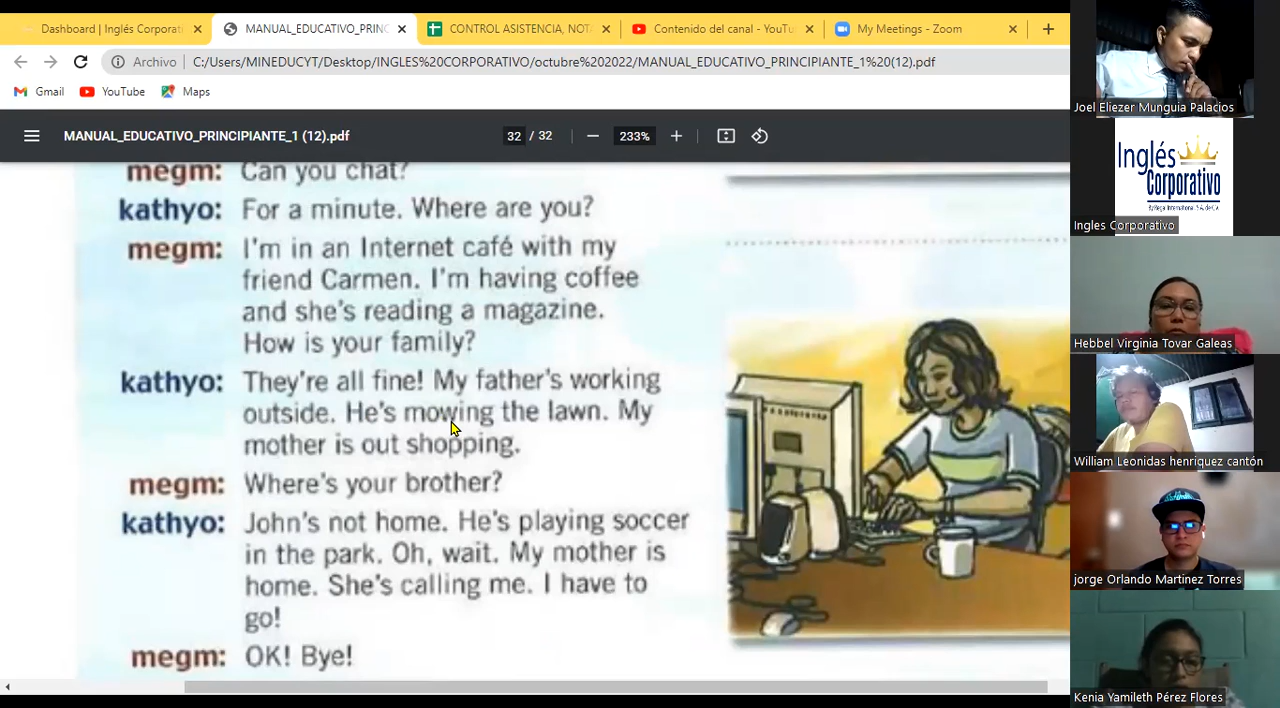 Dashboard | Inglés Corporati
MANUAL_EDUCATIVO_PRINC
CONTROL ASISTENCIA, NOT
Contenido del canal - YouTu
My Meetings - Zoom
Archivo
C:/Users/MINEDUCYT/Desktop/INGLES%20CORPORATIVO/octubre%202022/MANUAL_EDUCATIVO_PRINCIPIANTE_1%20(12).pdf
Gmail
YouTube
Maps
MANUAL_EDUCATIVO_PRINCIPIANTE_1 (12).pdf
32 / 32
233%
megm: Can you chat?
kathyo: For a minute. Where are you?
megm: I'm in an Internet café with my
friend Carmen. I'm having coffee
and she's reading a magazine.
How is your family?
kathyo: They're all fine! My father's working
outside. He's mowing the lawn. My
mother is out shopping.
megm: Where's your brother?
kathyo: John's not home. He's playing soccer
in the park. Oh, wait. My mother is
home. She's calling me. I have to
go!
megm: OK! Bye!
Joel Eliezer Munguia Palacios
Inglés
Corporativo
Ingles Corporativo
Hebbel Virginia Tovar Galeas
William Leonidas henriquez cantón
jorge Orlando Martinez Torres
Kenia Yamileth Pérez Flores